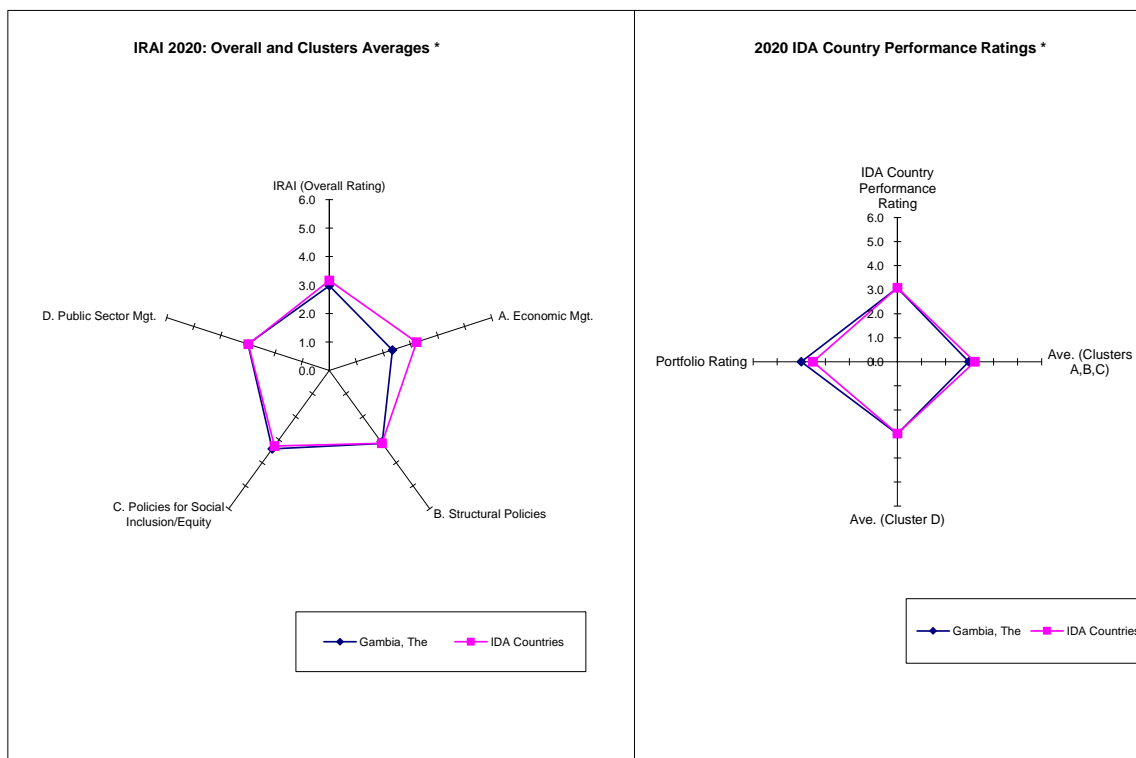 IRAI 2020: Overall and Clusters Averages *
IRAI (Overall Rating)
6.0
5.0
4.0
3.0
2.0
1.0
0.0
D. Public Sector Mgt.
A. Economic Mgt.
C. Policies for Social
Inclusion/Equity
B. Structural Policies
Gambia, The
IDA Countries
2020 IDA Country Performance Ratings *
IDA Country
Performance
Rating
6.0
5.0
4.0
3.0
2.0
1.0
0.0
Portfolio Rating
Ave. (Clusters
A,B,C)
Ave. (Cluster D)
Gambia, The
IDA Countries